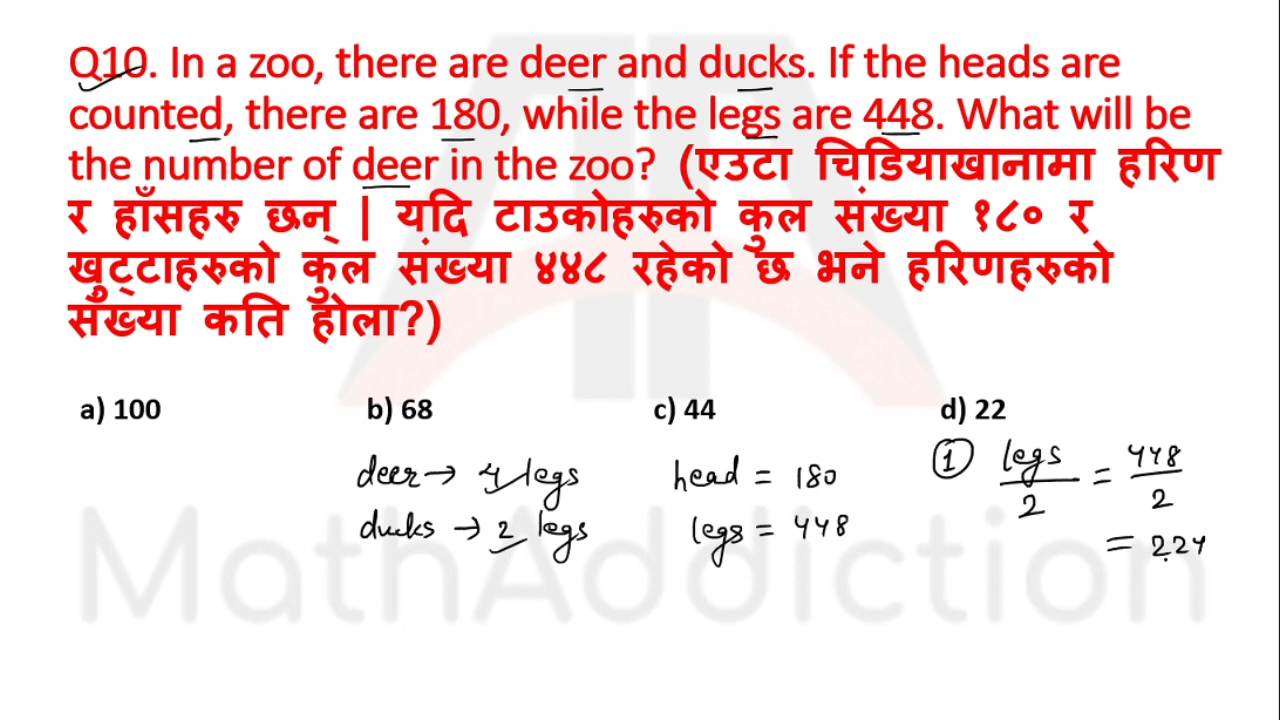 Q10. In a zoo, there are deer and ducks. If the heads are
counted, there are 180, while the legs are 448. What will be
the number of deer in the zoo? (एउटा चिडियाखानामा हरिण
र हाँसहरु छन् | यदि टाउकोहरुको कुल संख्या १८० र
खुट्टाहरुको कुल संख्या ४४८ रहेको छ भने हरिणहरुको
सँख्या कति होला?)
a) 100 b) 68 c) 44 d) 22
deer → 4 legs head = 180 ① legs/2 = 448/2
ducks → 2 legs legs = 448 = 224
MathAddiction